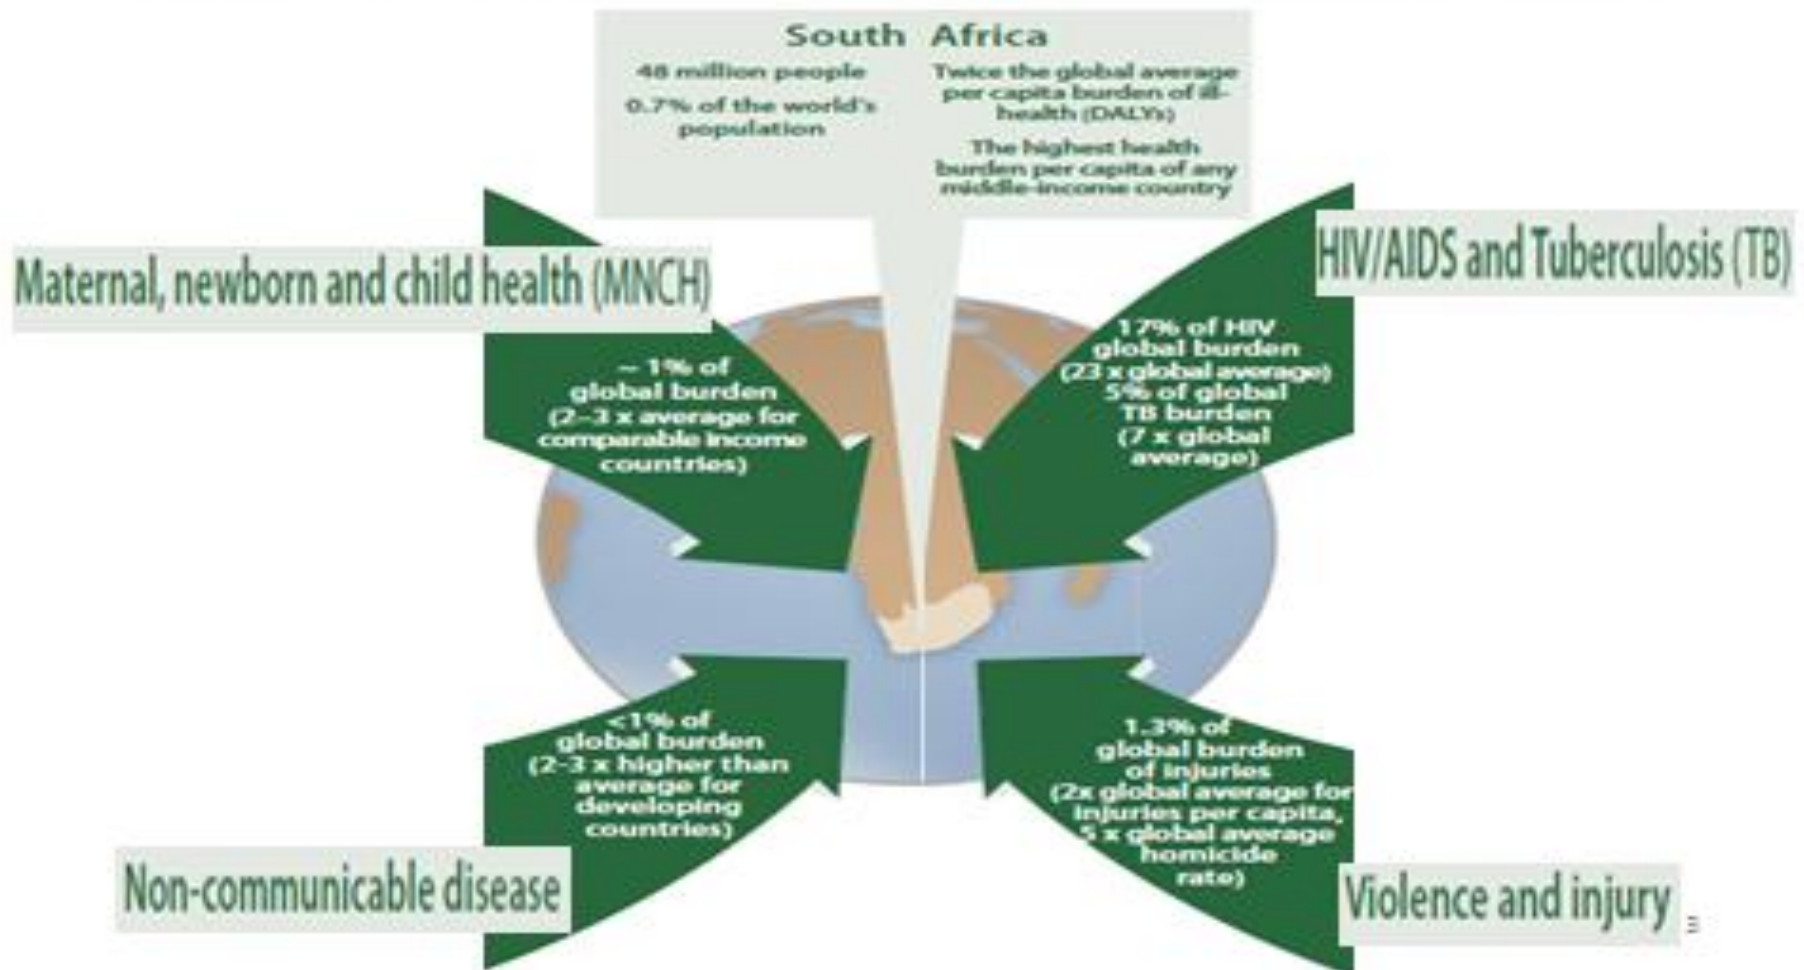 South Africa
48 million people
0.7% of the world's
population
Twice the global average
per capita burden of ill-
health (DALYs)
The highest health
burden per capita of any
middle-income country
Maternal, newborn and child health (MNCH)
~ 1% of
global burden
(2–3 x average for
comparable income
countries)
HIV/AIDS and Tuberculosis (TB)
17% of HIV
global burden
(23 x global average)
5% of global
TB burden
(7 x global
average)
<1% of
global burden
(2-3 x higher than
average for
developing
countries)
Non-communicable disease
1.3% of
global burden
of injuries
(2x global average for
injuries per capita,
5 x global average
homicide
rate)
Violence and injury